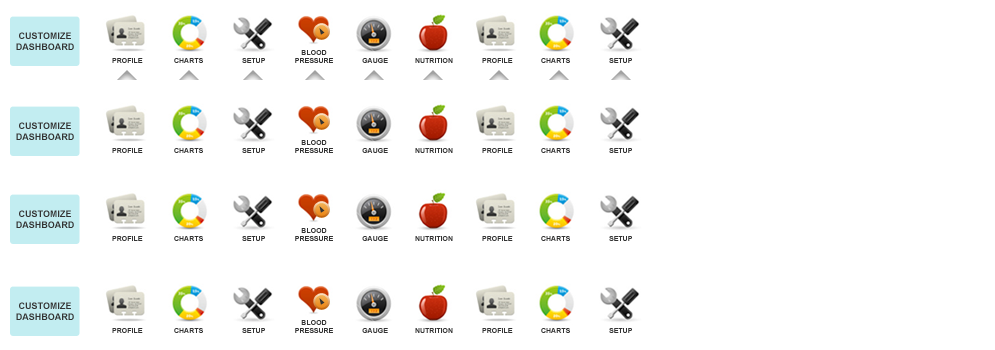 CUSTOMIZE
DASHBOARD
PROFILE CHARTS SETUP BLOOD PRESSURE GAUGE NUTRITION PROFILE CHARTS SETUP
CUSTOMIZE
DASHBOARD
PROFILE CHARTS SETUP BLOOD PRESSURE GAUGE NUTRITION PROFILE CHARTS SETUP
CUSTOMIZE
DASHBOARD
PROFILE CHARTS SETUP BLOOD PRESSURE GAUGE NUTRITION PROFILE CHARTS SETUP
CUSTOMIZE
DASHBOARD
PROFILE CHARTS SETUP BLOOD PRESSURE GAUGE NUTRITION PROFILE CHARTS SETUP